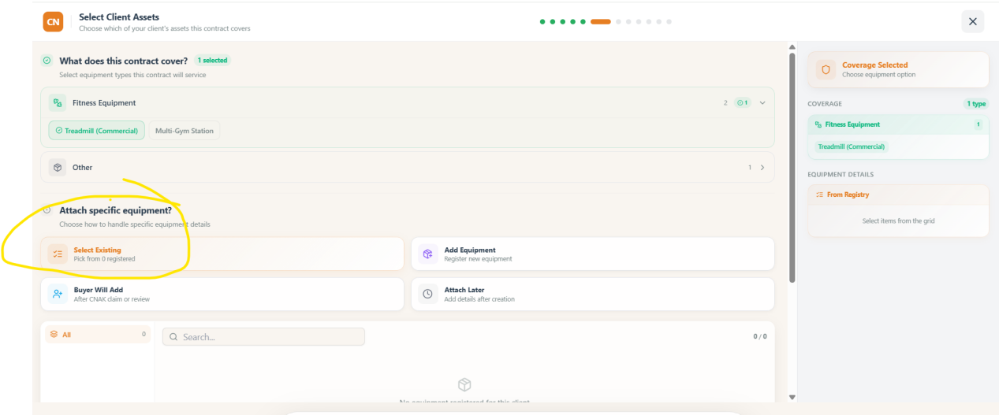 CN
Select Client Assets
Choose which of your client's assets this contract covers
What does this contract cover? 1 selected
Select equipment types this contract will service
Fitness Equipment 2 1
Treadmill (Commercial) Multi-Gym Station
Other 1
Attach specific equipment?
Choose how to handle specific equipment details
Select Existing
Pick from 0 registered
Add Equipment
Register new equipment
Buyer Will Add
After CNAK claim or review
Attach Later
Add details after creation
All 0
Search...
0 / 0
No equipment registered for this client
Coverage Selected
Choose equipment option
COVERAGE 1 type
Fitness Equipment 1
Treadmill (Commercial)
EQUIPMENT DETAILS
From Registry
Select items from the grid